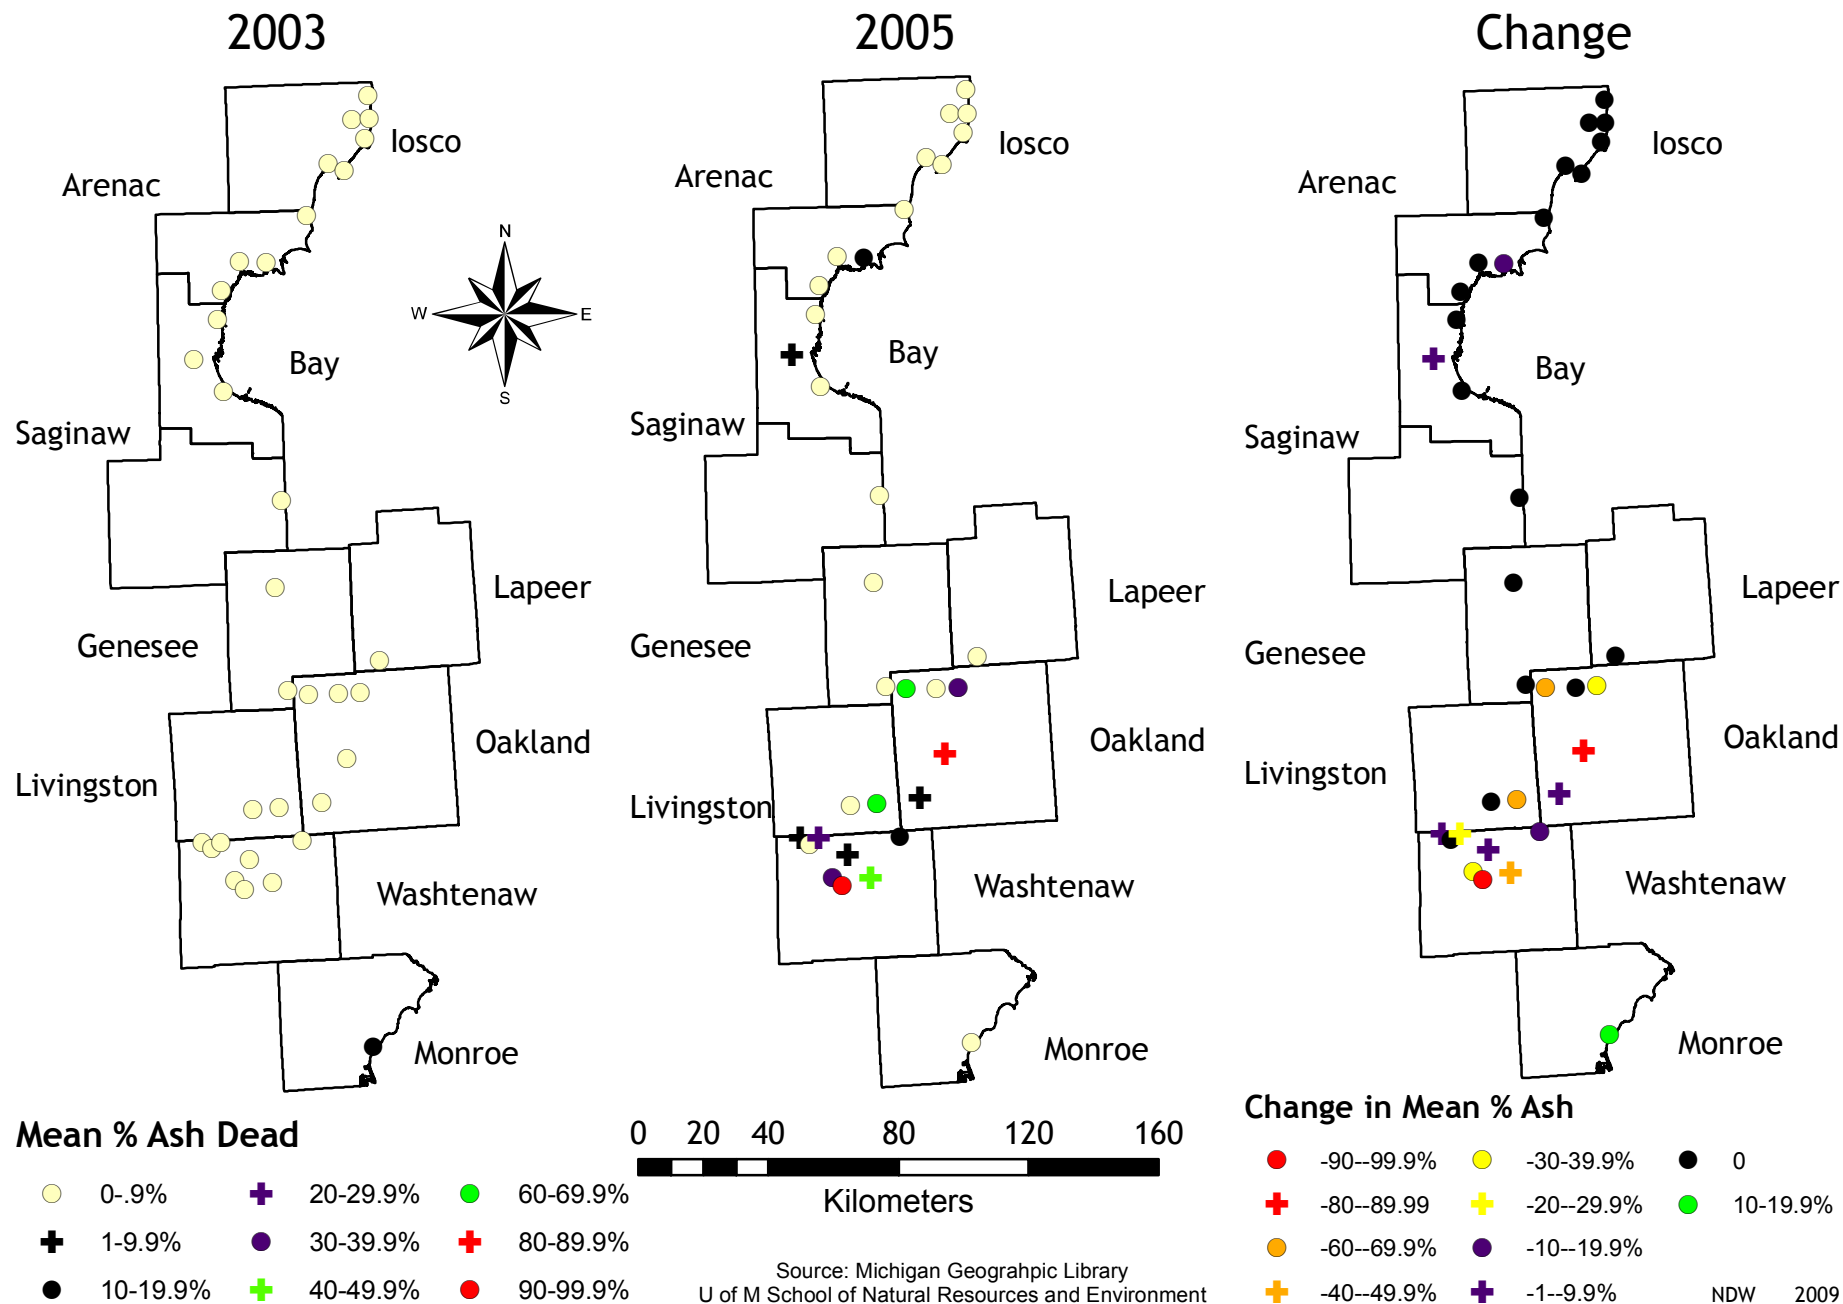 2003
2005
Change
Iosco
Arenac
N
W
E
S
Bay
Saginaw
Lapeer
Genesee
Oakland
Livingston
Washtenaw
Monroe
Iosco
Arenac
Bay
Saginaw
Lapeer
Genesee
Oakland
Livingston
Washtenaw
Monroe
Iosco
Arenac
Bay
Saginaw
Lapeer
Genesee
Oakland
Livingston
Washtenaw
Monroe
Mean % Ash Dead
0-.9%
20-29.9%
60-69.9%
1-9.9%
30-39.9%
80-89.9%
10-19.9%
40-49.9%
90-99.9%
0 20 40 80 120 160
Kilometers
Source: Michigan Geograhpic Library
U of M School of Natural Resources and Environment
Change in Mean % Ash
-90--99.9%
-30-39.9%
0
-80--89.99
-20--29.9%
10-19.9%
-60--69.9%
-10--19.9%
-40--49.9%
-1--9.9%
NDW 2009